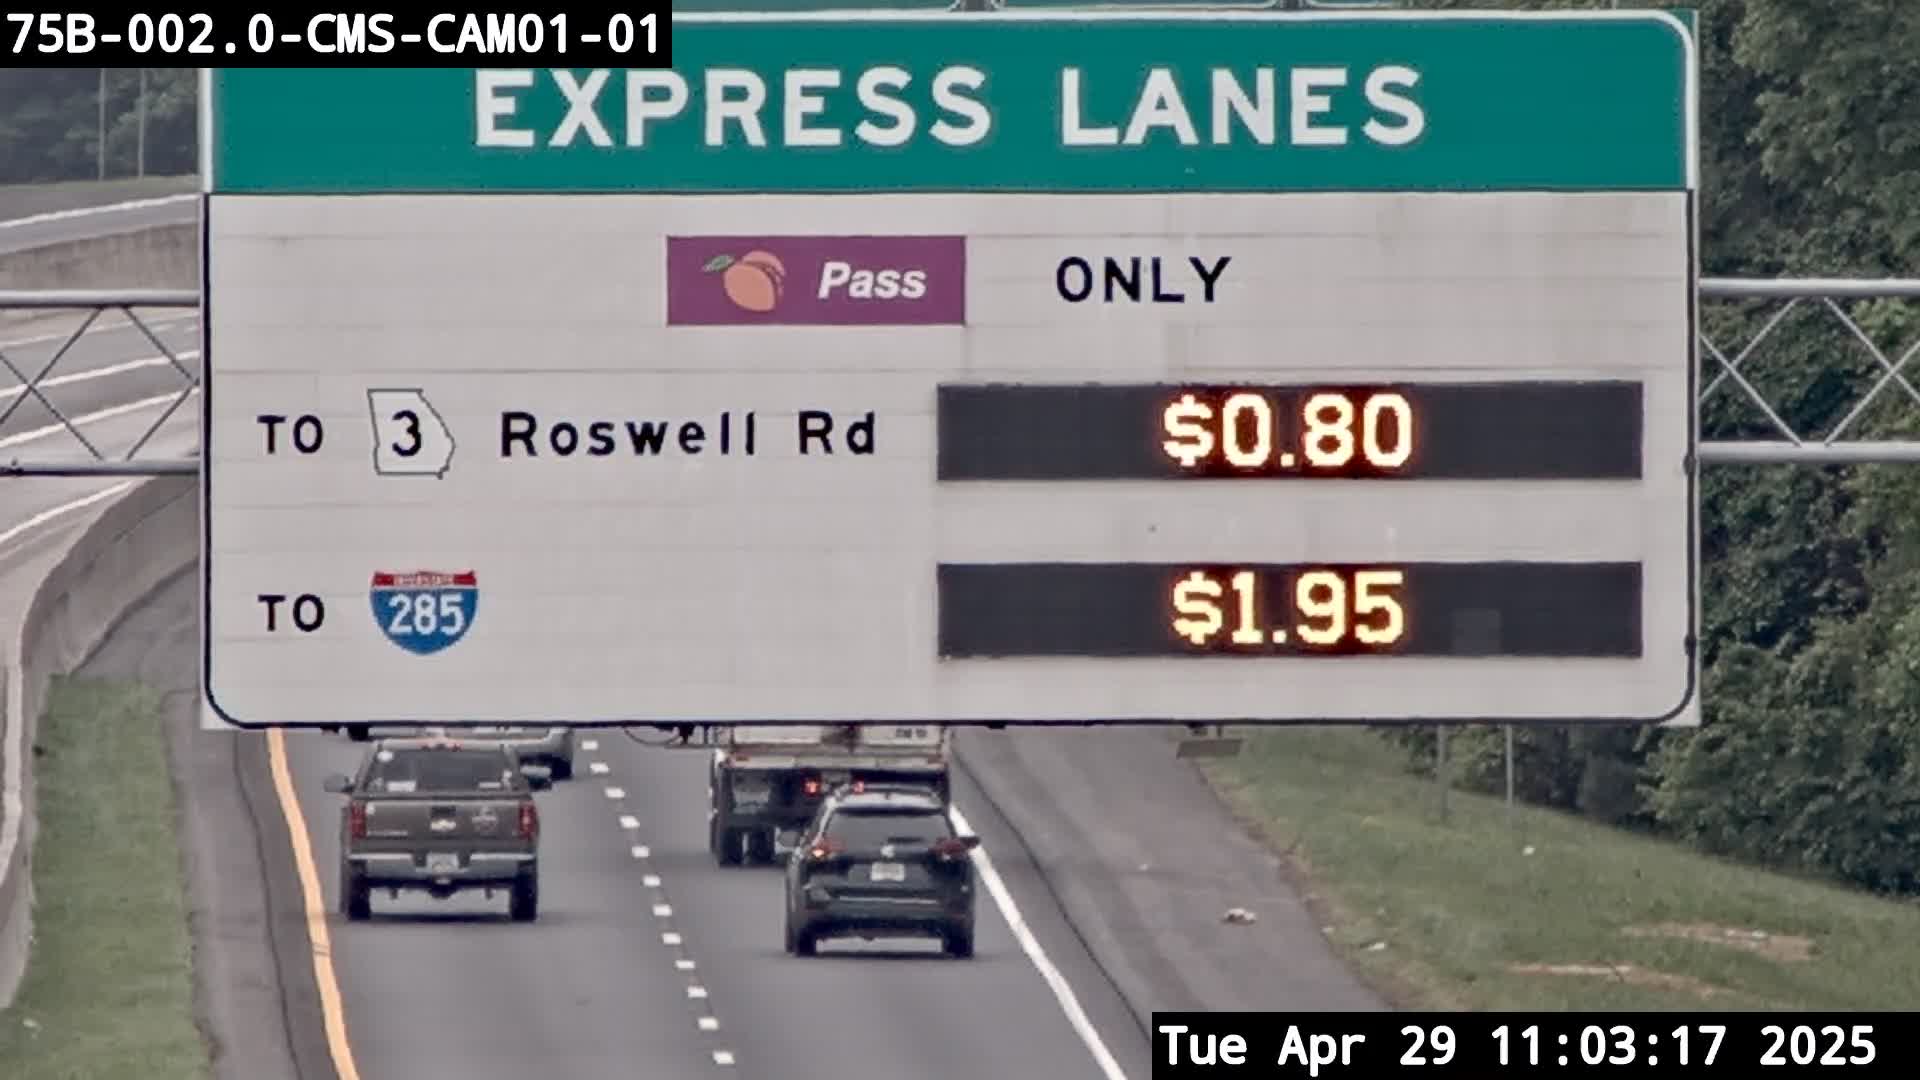 75B-002.0-CMS-CAM01-01
EXPRESS LANES
Pass ONLY
TO 3 Roswell Rd $0.80
TO INTERSTATE 285 $1.95
Tue Apr 29 11:03:17 2025